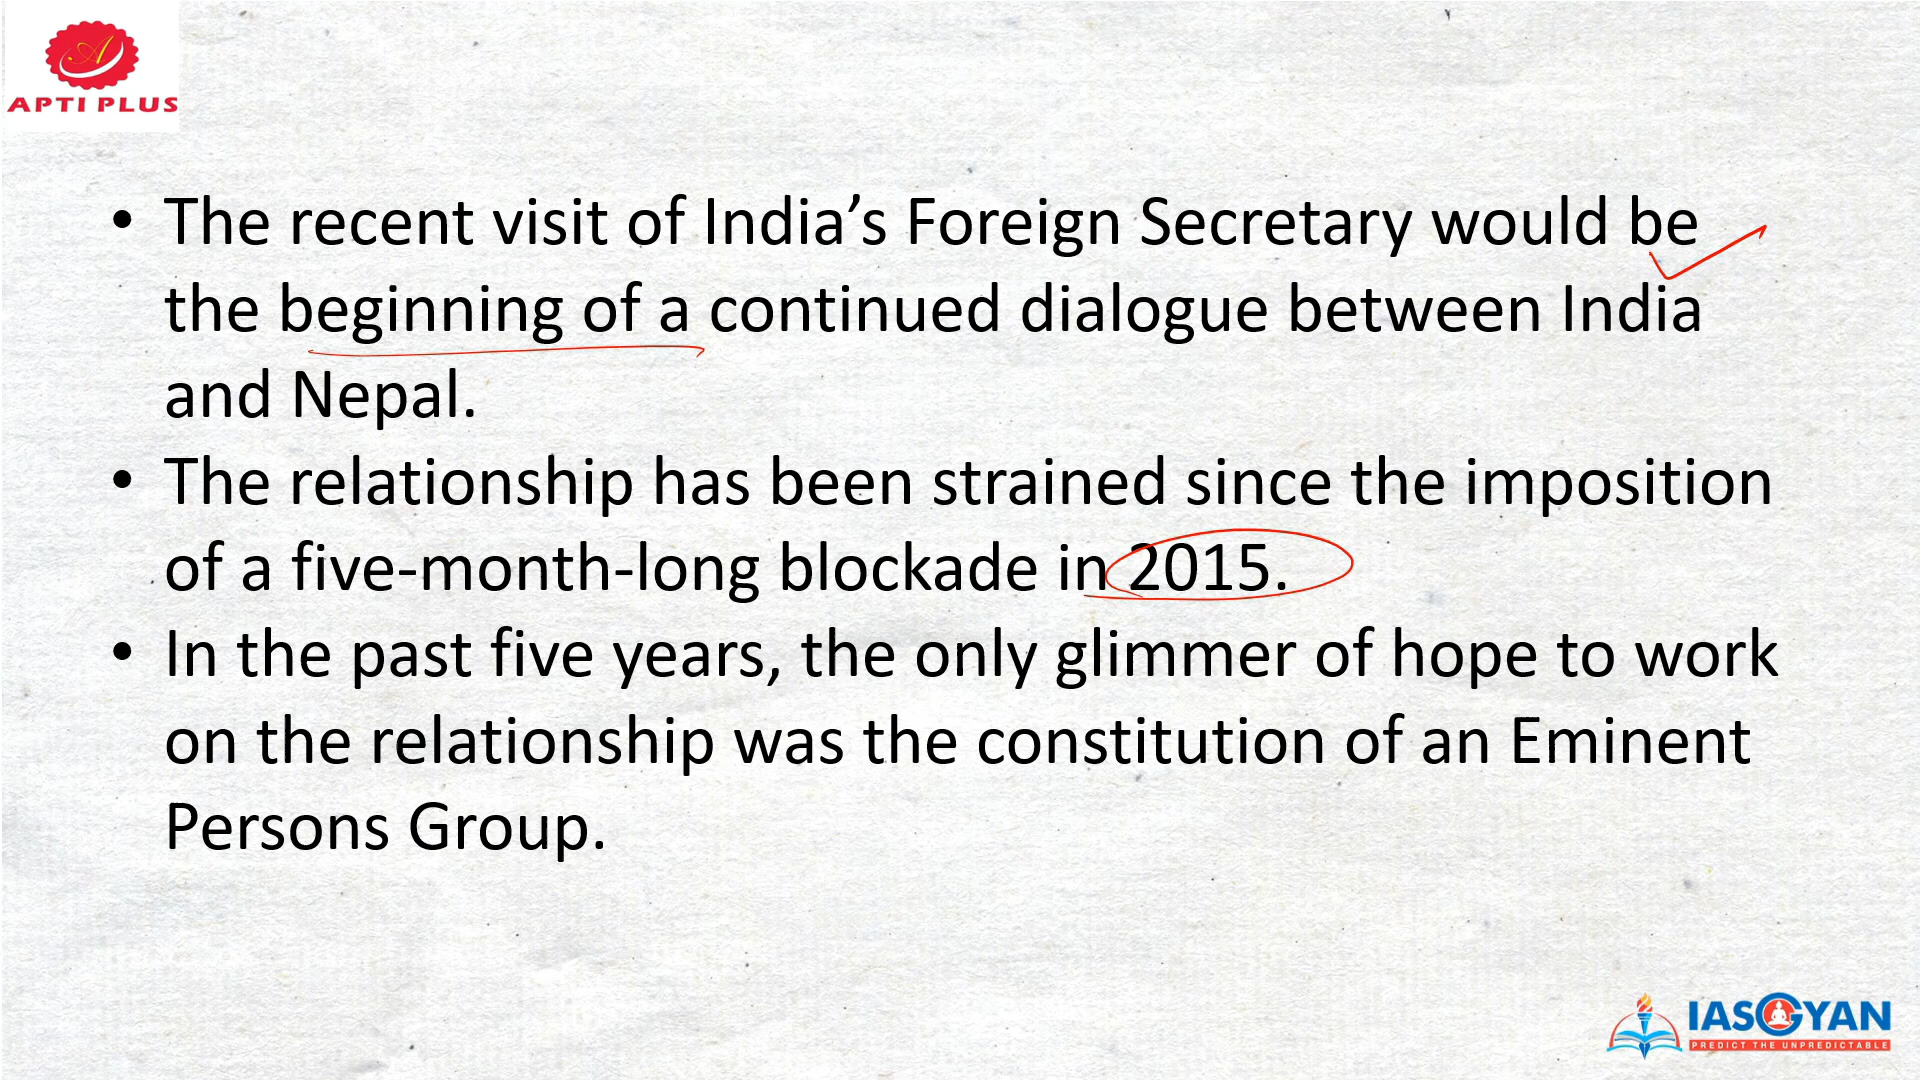 APTI PLUS
• The recent visit of India’s Foreign Secretary would be
the beginning of a continued dialogue between India
and Nepal.
• The relationship has been strained since the imposition
of a five-month-long blockade in 2015.
• In the past five years, the only glimmer of hope to work
on the relationship was the constitution of an Eminent
Persons Group.
IASGYAN
PREDICT THE UNPREDICTABLE